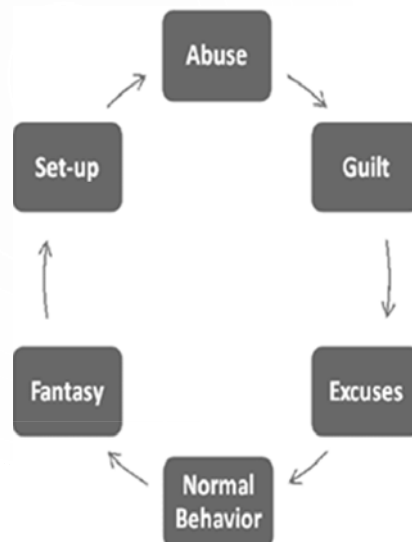 Abuse
Guilt
Excuses
Normal
Behavior
Fantasy
Set-up